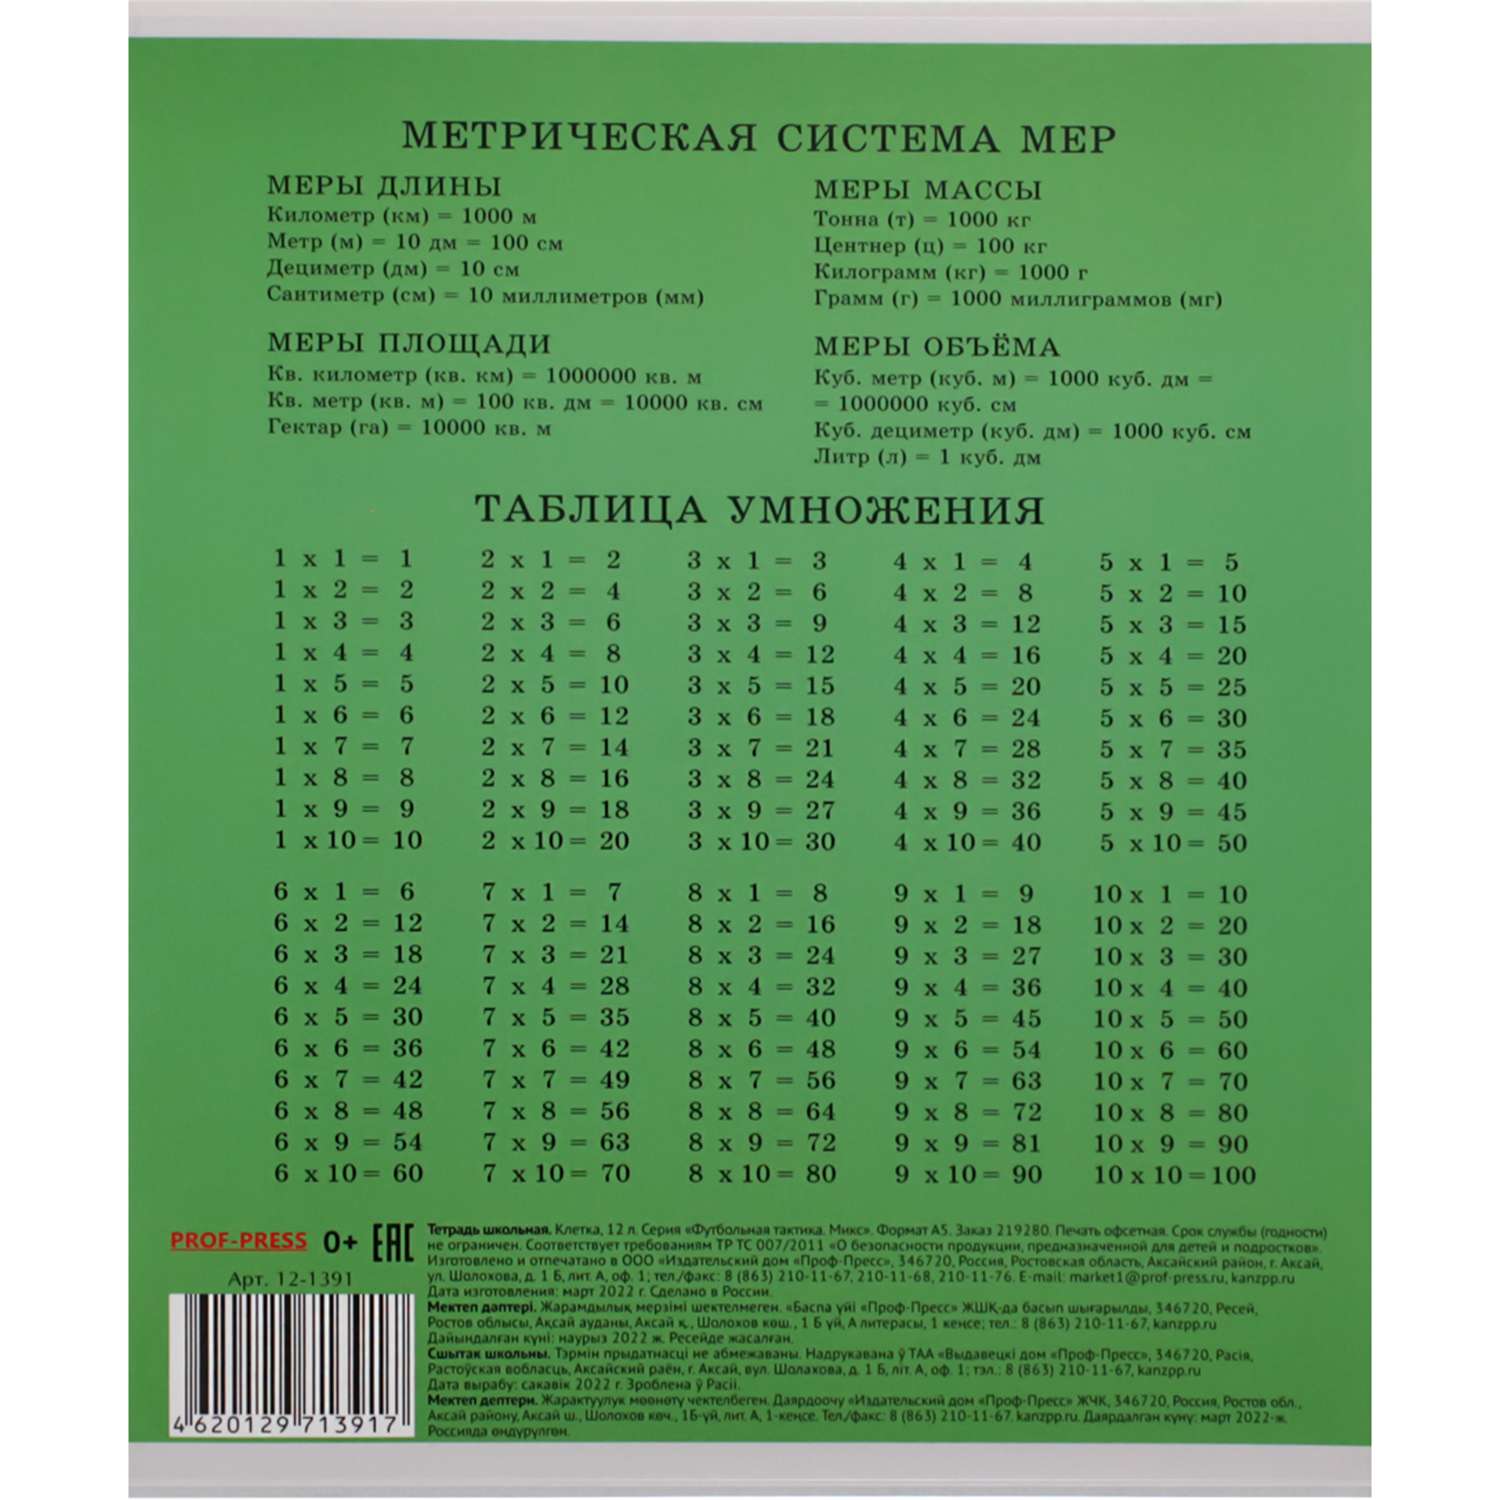 МЕТРИЧЕСКАЯ СИСТЕМА МЕР
МЕРЫ ДЛИНЫ
Километр (км) = 1000 м
Метр (м) = 10 дм = 100 см
Дециметр (дм) = 10 см
Сантиметр (см) = 10 миллиметров (мм)
МЕРЫ МАССЫ
Тонна (т) = 1000 кг
Центнер (ц) = 100 кг
Килограмм (кг) = 1000 г
Грамм (г) = 1000 миллиграммов (мг)
МЕРЫ ПЛОЩАДИ
Кв. километр (кв. км) = 1000000 кв. м
Кв. метр (кв. м) = 100 кв. дм = 10000 кв. см
Гектар (га) = 10000 кв. м
МЕРЫ ОБЪЁМА
Куб. метр (куб. м) = 1000 куб. дм =
= 1000000 куб. см
Куб. дециметр (куб. дм) = 1000 куб. см
Литр (л) = 1 куб. дм
ТАБЛИЦА УМНОЖЕНИЯ
1 x 1 = 1 2 x 1 = 2 3 x 1 = 3 4 x 1 = 4 5 x 1 = 5
1 x 2 = 2 2 x 2 = 4 3 x 2 = 6 4 x 2 = 8 5 x 2 = 10
1 x 3 = 3 2 x 3 = 6 3 x 3 = 9 4 x 3 = 12 5 x 3 = 15
1 x 4 = 4 2 x 4 = 8 3 x 4 = 12 4 x 4 = 16 5 x 4 = 20
1 x 5 = 5 2 x 5 = 10 3 x 5 = 15 4 x 5 = 20 5 x 5 = 25
1 x 6 = 6 2 x 6 = 12 3 x 6 = 18 4 x 6 = 24 5 x 6 = 30
1 x 7 = 7 2 x 7 = 14 3 x 7 = 21 4 x 7 = 28 5 x 7 = 35
1 x 8 = 8 2 x 8 = 16 3 x 8 = 24 4 x 8 = 32 5 x 8 = 40
1 x 9 = 9 2 x 9 = 18 3 x 9 = 27 4 x 9 = 36 5 x 9 = 45
1 x 10 = 10 2 x 10 = 20 3 x 10 = 30 4 x 10 = 40 5 x 10 = 50
6 x 1 = 6 7 x 1 = 7 8 x 1 = 8 9 x 1 = 9 10 x 1 = 10
6 x 2 = 12 7 x 2 = 14 8 x 2 = 16 9 x 2 = 18 10 x 2 = 20
6 x 3 = 18 7 x 3 = 21 8 x 3 = 24 9 x 3 = 27 10 x 3 = 30
6 x 4 = 24 7 x 4 = 28 8 x 4 = 32 9 x 4 = 36 10 x 4 = 40
6 x 5 = 30 7 x 5 = 35 8 x 5 = 40 9 x 5 = 45 10 x 5 = 50
6 x 6 = 36 7 x 6 = 42 8 x 6 = 48 9 x 6 = 54 10 x 6 = 60
6 x 7 = 42 7 x 7 = 49 8 x 7 = 56 9 x 7 = 63 10 x 7 = 70
6 x 8 = 48 7 x 8 = 56 8 x 8 = 64 9 x 8 = 72 10 x 8 = 80
6 x 9 = 54 7 x 9 = 63 8 x 9 = 72 9 x 9 = 81 10 x 9 = 90
6 x 10 = 60 7 x 10 = 70 8 x 10 = 80 9 x 10 = 90 10 x 10 = 100
PROF-PRESS 0+ EAC
Арт. 12-1391
4 620129 713917
Тетрадь школьная. Клетка, 12 л. Серия «Футбольная тактика. Микс». Формат А5. Заказ 219280. Печать офсетная. Срок службы (годности)
не ограничен. Соответствует требованиям ТР ТС 007/2011 «О безопасности продукции, предназначенной для детей и подростков».
Изготовлено и отпечатано в ООО «Издательский дом «Проф-Пресс», 346720, Россия, Ростовская область, Аксайский район, г. Аксай,
ул. Шолохова, д. 1 Б, лит. А, оф. 1; тел./факс: 8 (863) 210-11-67, 210-11-68, 210-11-76. E-mail: market1@prof-press.ru, kanzpp.ru
Дата изготовления: март 2022 г. Сделано в России.
Мектеп дәптері. Жарамдылық мерзімі шектелмеген. «Баспа үйі «Проф-Пресс» ЖШҚ-да басып шығарылды, 346720, Ресей,
Ростов облысы, Ақсай ауданы, Аксай қ., Шолохов көш., 1 Б үй, А литерасы, 1 кеңсе; тел.: 8 (863) 210-11-67, kanzpp.ru
Дайындалған күні: наурыз 2022 ж. Ресейде жасалған.
Сшытак школьны. Тэрмін прыдатнасці не абмежаваны. Надрукавана ў ТАА «Выдавецкі дом «Проф-Пресс», 346720, Расія,
Растоўская вобласць, Аксайский раён, г. Аксай, вул. Шолахова, д. 1 Б, літ. А, оф. 1; тэл.: 8 (863) 210-11-67, kanzpp.ru
Дата вырабу: сакавік 2022 г. Зроблена ў Расіі.
Мектеп дептери. Жарактуулук мөөнөтү чектелбеген. Даярдоочу «Издательский дом «Проф-Пресс» ЖЧК, 346720, Россия, Ростов обл.,
Аксай району, Аксай ш., Шолохов көч., 1Б-үй, лит. А, 1-кеңсе. Тел/факс: 8 (863) 210-11-67. kanzpp.ru. Даярдалган күнү: март 2022-ж.
Россияда өндүрүлгөн.